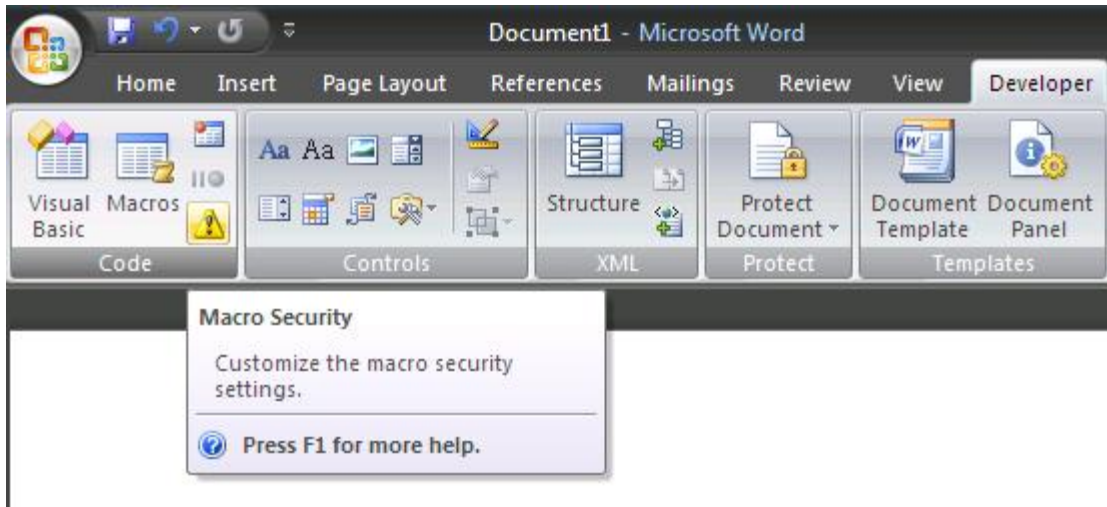 Document1 - Microsoft Word
Home Insert Page Layout References Mailings Review View Developer
Aa Aa
Visual Basic
Macros
Structure
Protect Document
Document Template
Document Panel
Code Controls XML Protect Templates
Macro Security
Customize the macro security
settings.
Press F1 for more help.